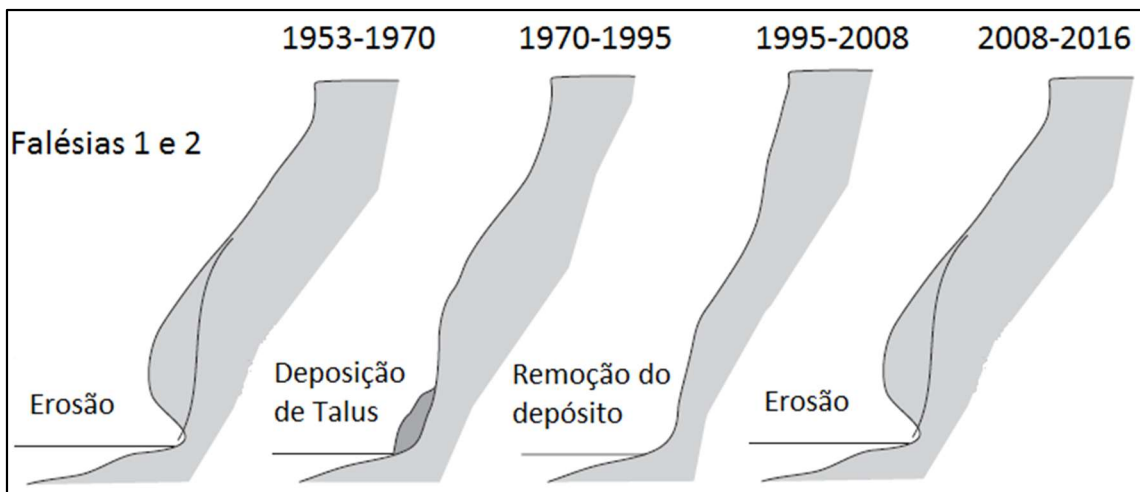 1953-1970
1970-1995
1995-2008
2008-2016
Falésias 1 e 2
Erosão
Deposição
de Talus
Remoção do
depósito
Erosão